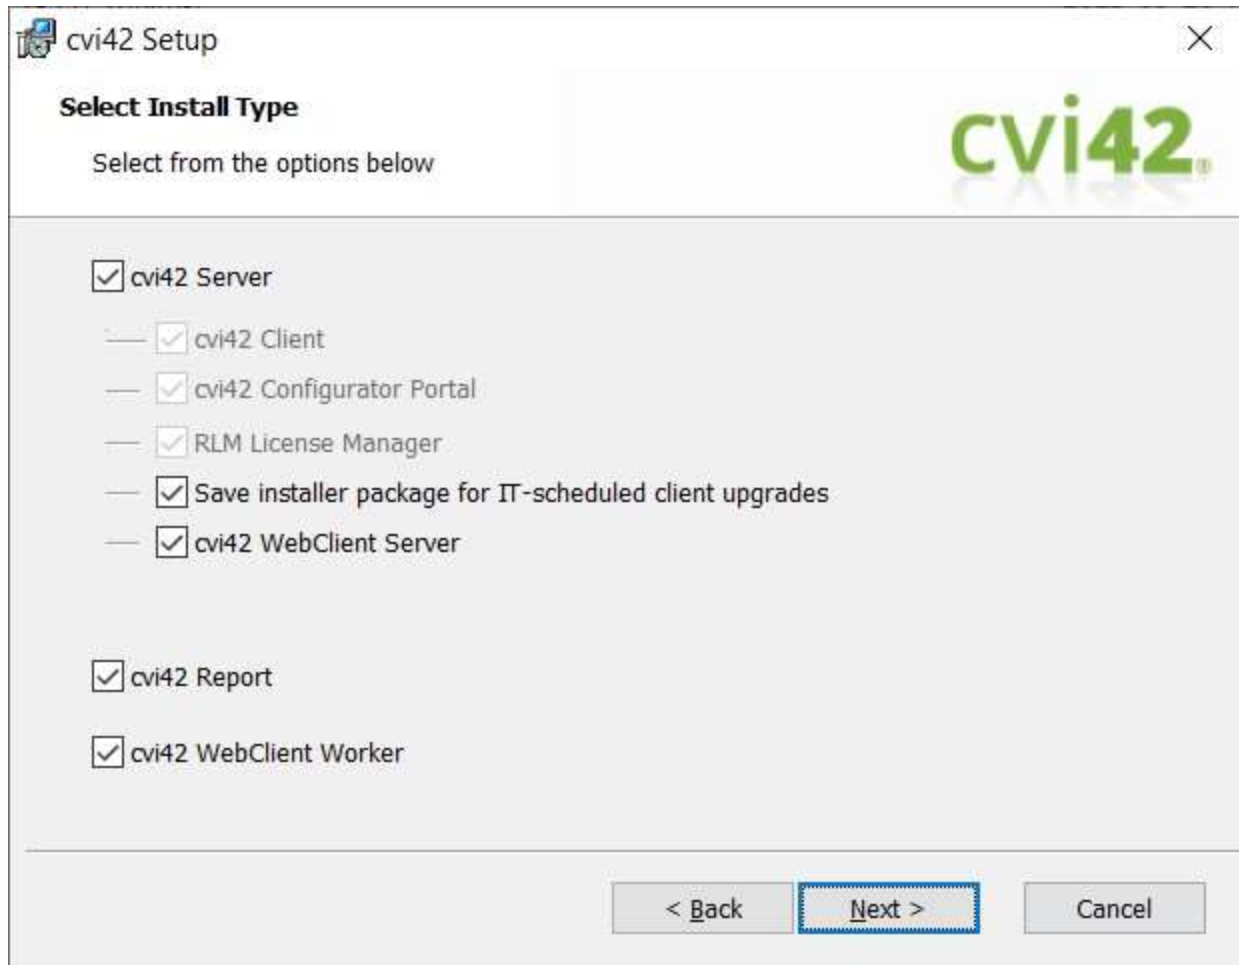 cvi42 Setup
Select Install Type
Select from the options below
cvi42®
cvi42 Server
cvi42 Client
cvi42 Configurator Portal
RLM License Manager
Save installer package for IT-scheduled client upgrades
cvi42 WebClient Server
cvi42 Report
cvi42 WebClient Worker
< Back
Next >
Cancel